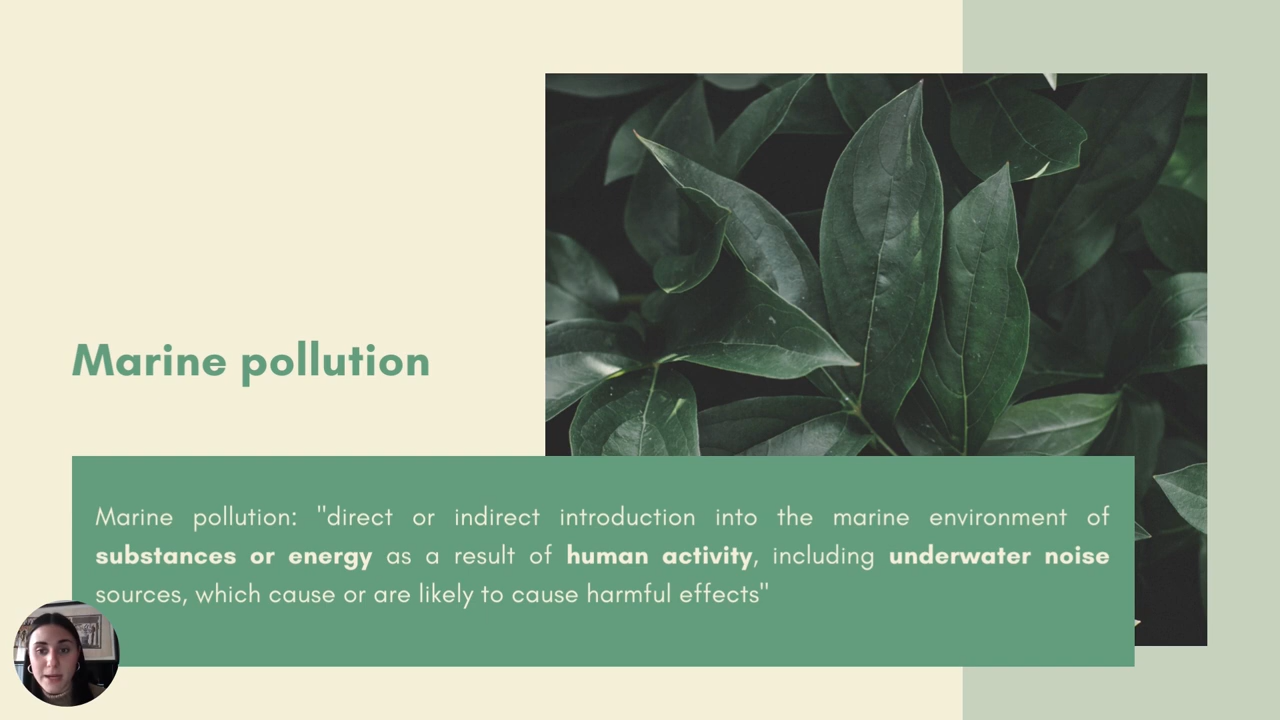 Marine pollution
Marine pollution: "direct or indirect introduction into the marine environment of
substances or energy as a result of human activity, including underwater noise
sources, which cause or are likely to cause harmful effects"